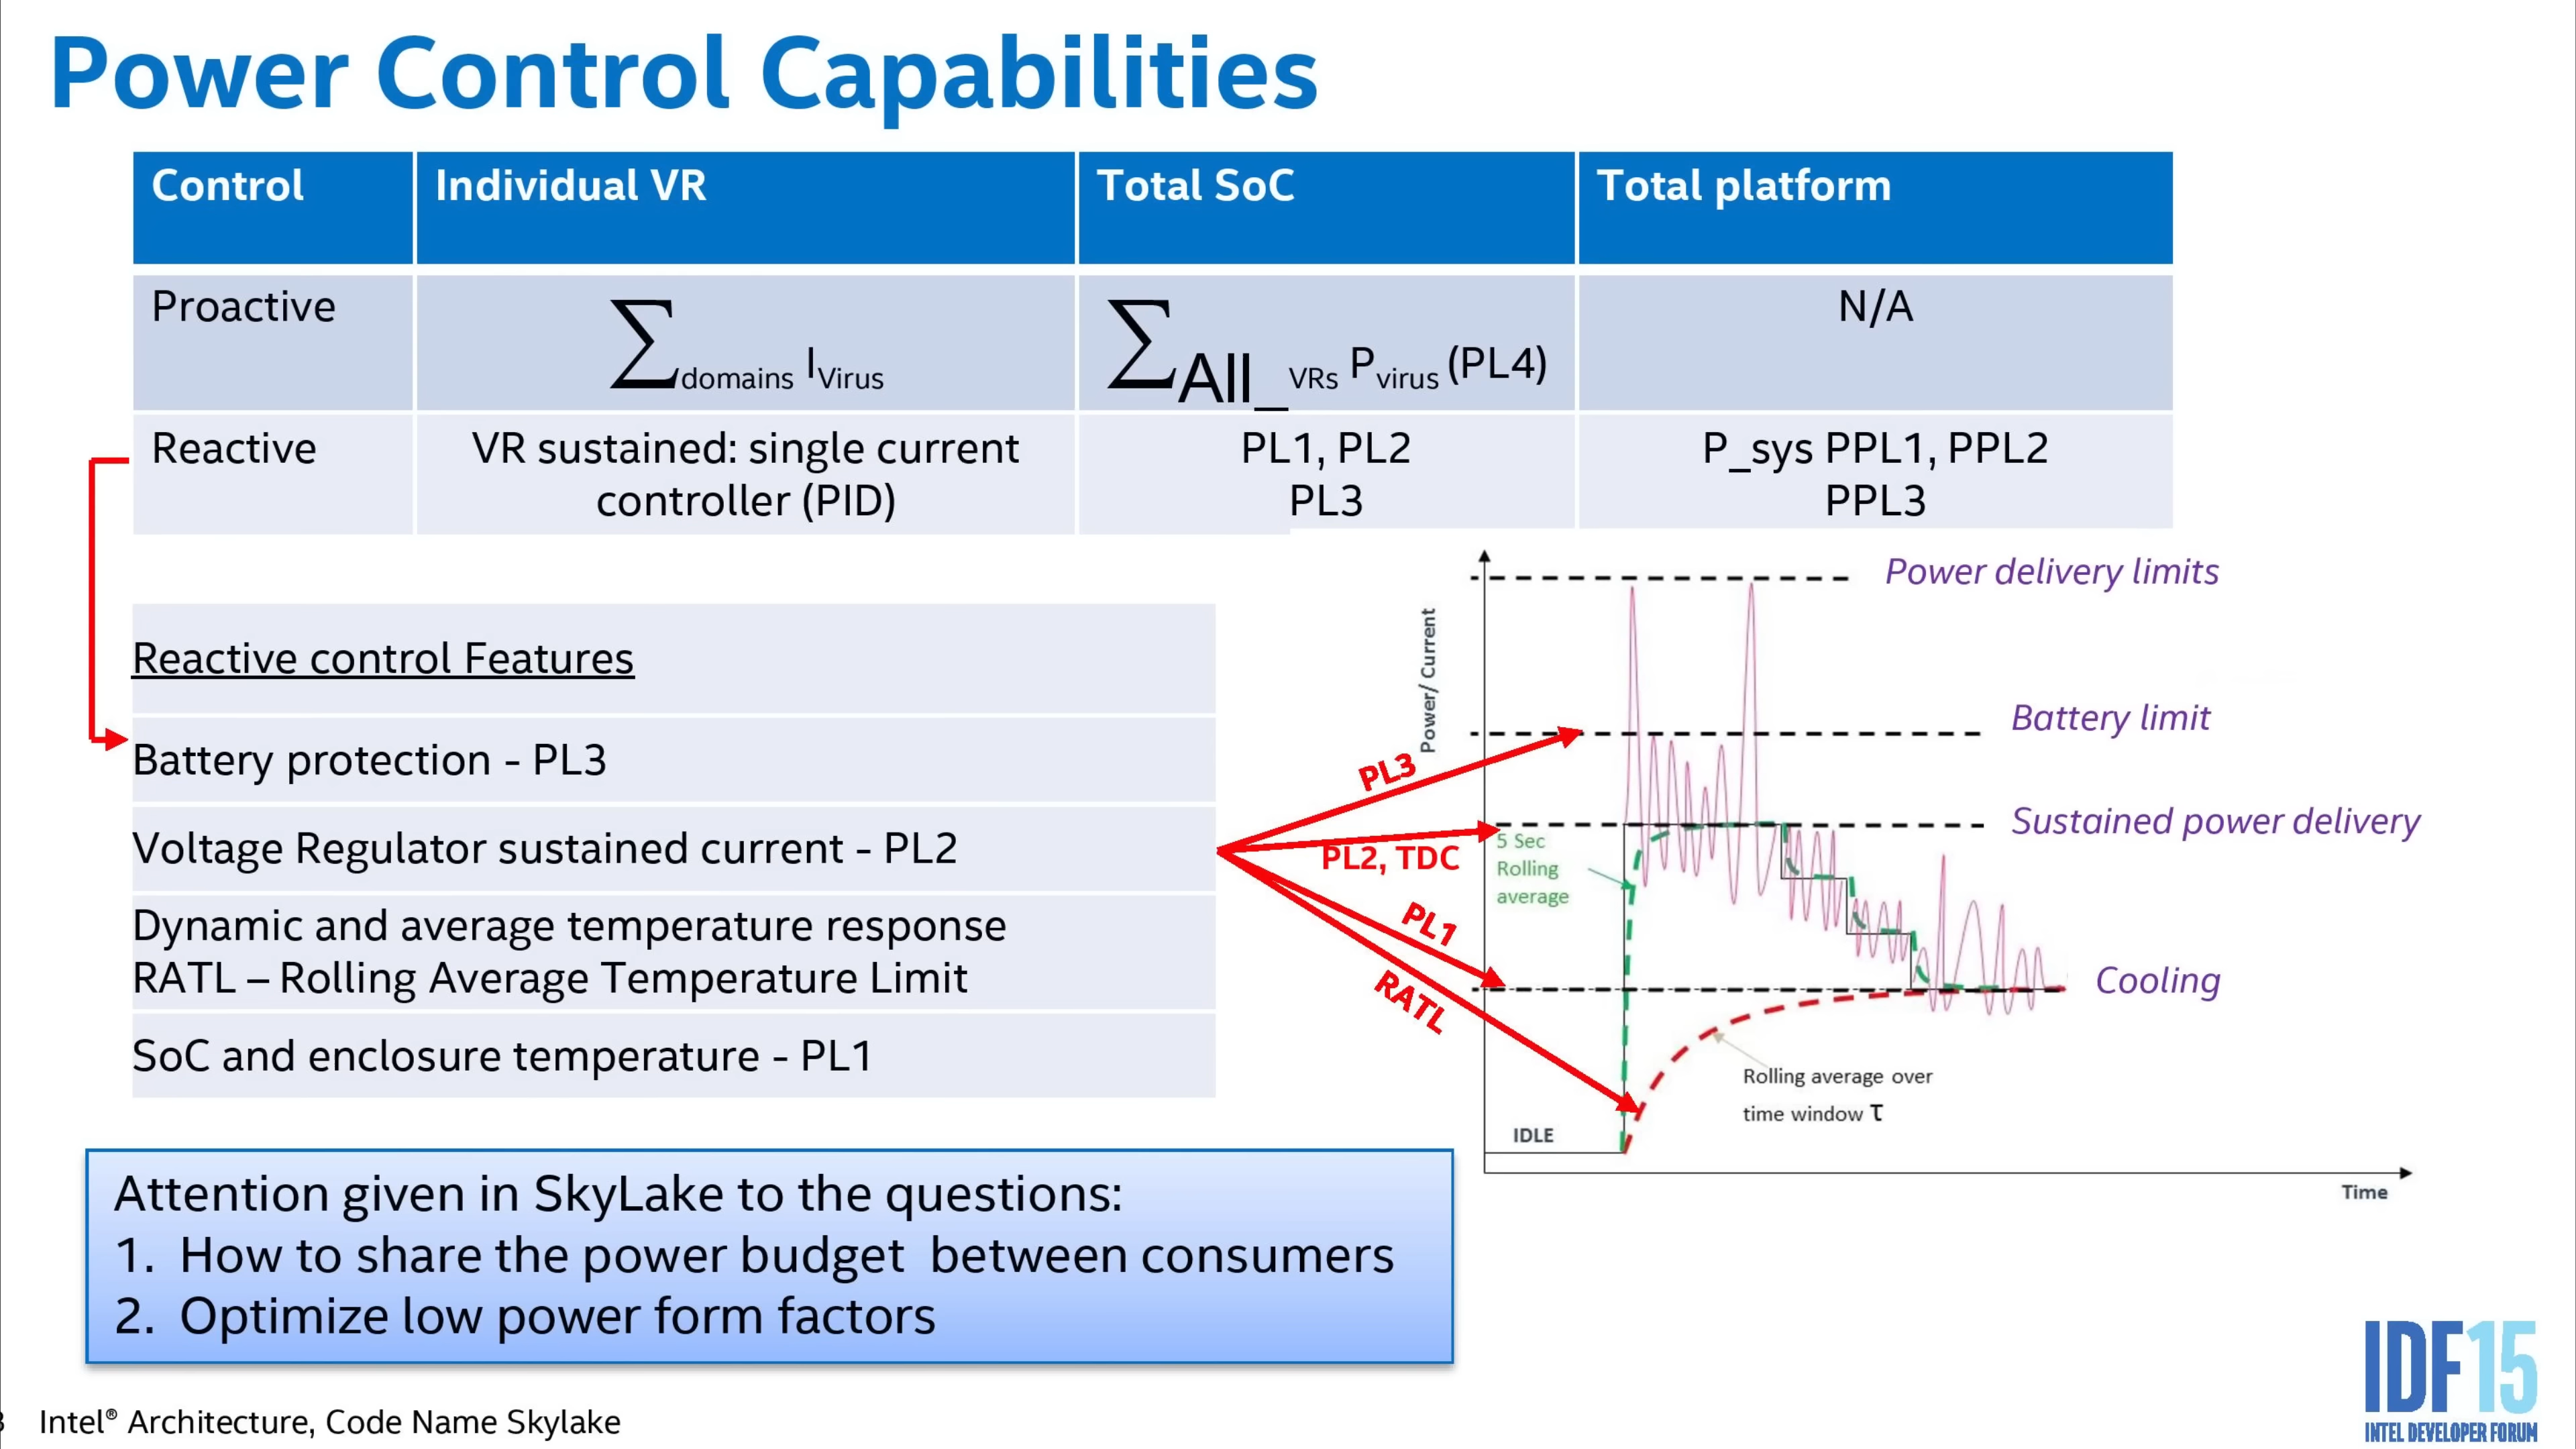 Power Control Capabilities
Control
Individual VR
Total SoC
Total platform
Proactive
∑domains IVirus
∑All_VRs Pvirus (PL4)
N/A
Reactive
VR sustained: single current
controller (PID)
PL1, PL2
PL3
P_sys PPL1, PPL2
PPL3
Reactive control Features
Battery protection - PL3
Voltage Regulator sustained current - PL2
Dynamic and average temperature response
RATL – Rolling Average Temperature Limit
SoC and enclosure temperature - PL1
Power/ Current
Power delivery limits
Battery limit
Sustained power delivery
Cooling
PL3
PL2, TDC
PL1
RATL
5 Sec
Rolling
average
Rolling average over
time window τ
IDLE
Time
Attention given in SkyLake to the questions:
1. How to share the power budget between consumers
2. Optimize low power form factors
Intel® Architecture, Code Name Skylake
IDF15
INTEL DEVELOPER FORUM